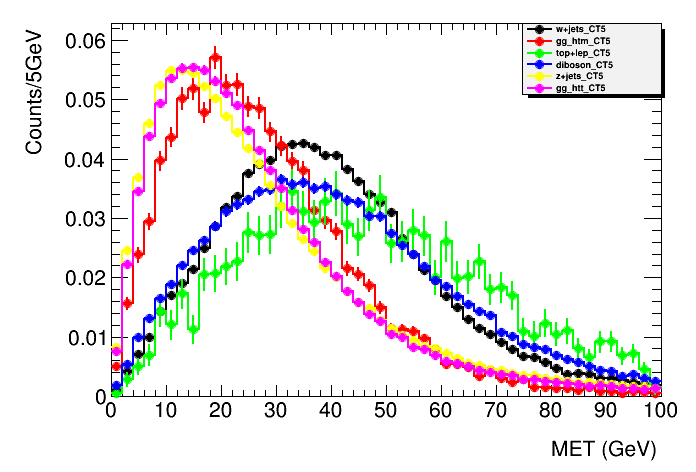 Counts/5GeV
0.06
0.05
0.04
0.03
0.02
0.01
0
w+jets_CT5
gg_htm_CT5
top+lep_CT5
diboson_CT5
z+jets_CT5
gg_htt_CT5
0 10 20 30 40 50 60 70 80 90 100
MET (GeV)